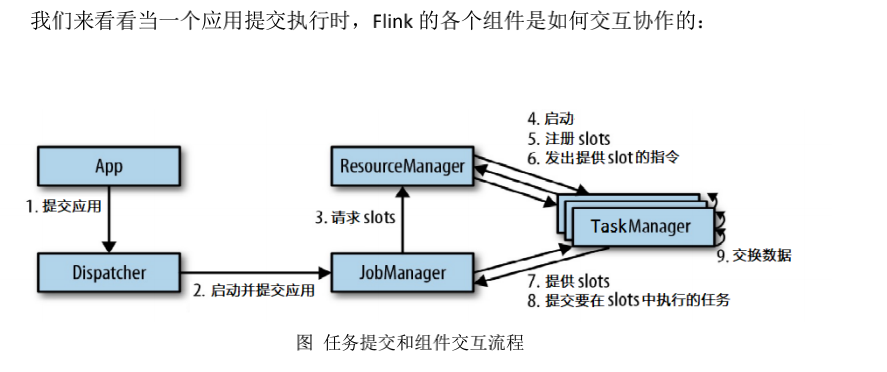 我们来看看当一个应用提交执行时，Flink 的各个组件是如何交互协作的：
4. 启动
5. 注册 slots
6. 发出提供 slot 的指令
App
ResourceManager
1. 提交应用
3. 请求 slots
TaskManager
9. 交换数据
Dispatcher
JobManager
2. 启动并提交应用
7. 提供 slots
8. 提交要在 slots 中执行的任务
图 任务提交和组件交互流程